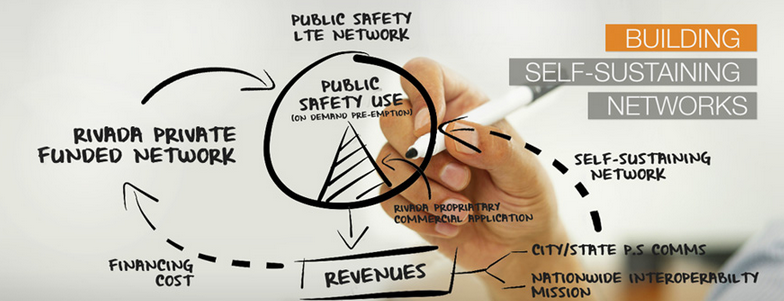 PUBLIC SAFETY
LTE NETWORK
BUILDING
SELF-SUSTAINING
NETWORKS
PUBLIC
SAFETY USE
(ON DEMAND PRE-EMPTION)
RIVADA PRIVATE
FUNDED NETWORK
SELF-SUSTAINING
NETWORK
RIVADA PROPRIATARY
COMMERCIAL APPLICATION
FINANCING
COST
REVENUES
CITY/STATE P.S COMMS
NATIONWIDE INTEROPERABILTY
MISSION